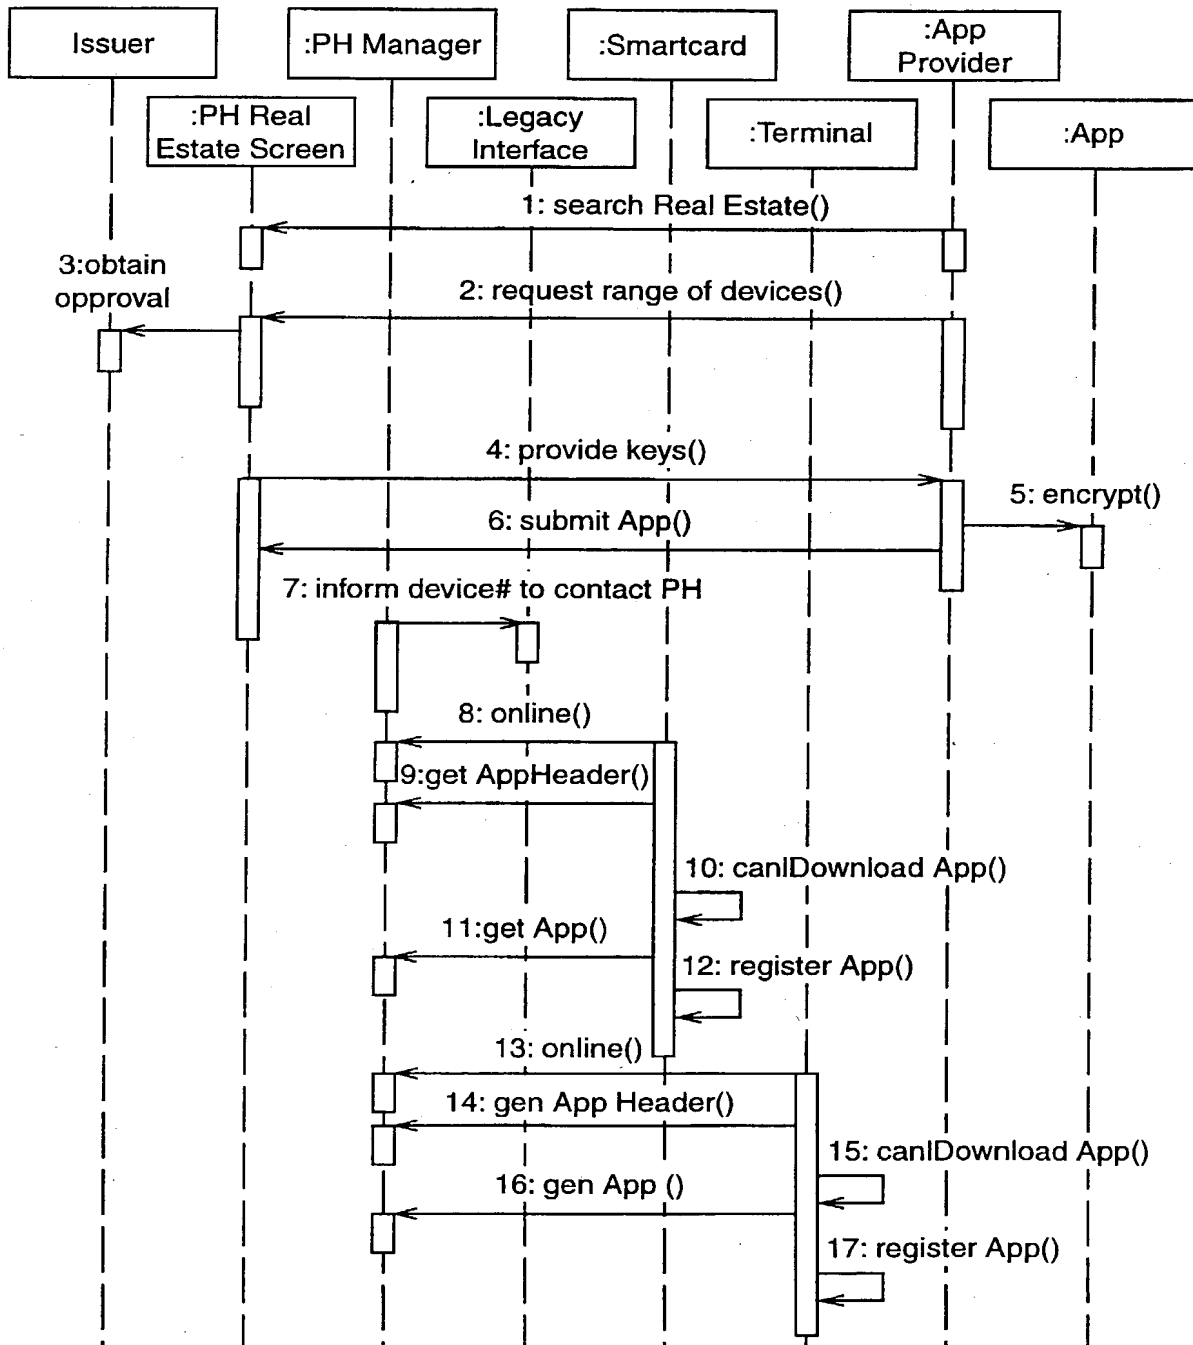 Issuer
:PH Manager
:Smartcard
:App
Provider
:PH Real
Estate Screen
:Legacy
Interface
:Terminal
:App
1: search Real Estate()
3:obtain
opproval
2: request range of devices()
4: provide keys()
5: encrypt()
6: submit App()
7: inform device# to contact PH
8: online()
9:get AppHeader()
10: canIDownload App()
11:get App()
12: register App()
13: online()
14: gen App Header()
15: canIDownload App()
16: gen App ()
17: register App()